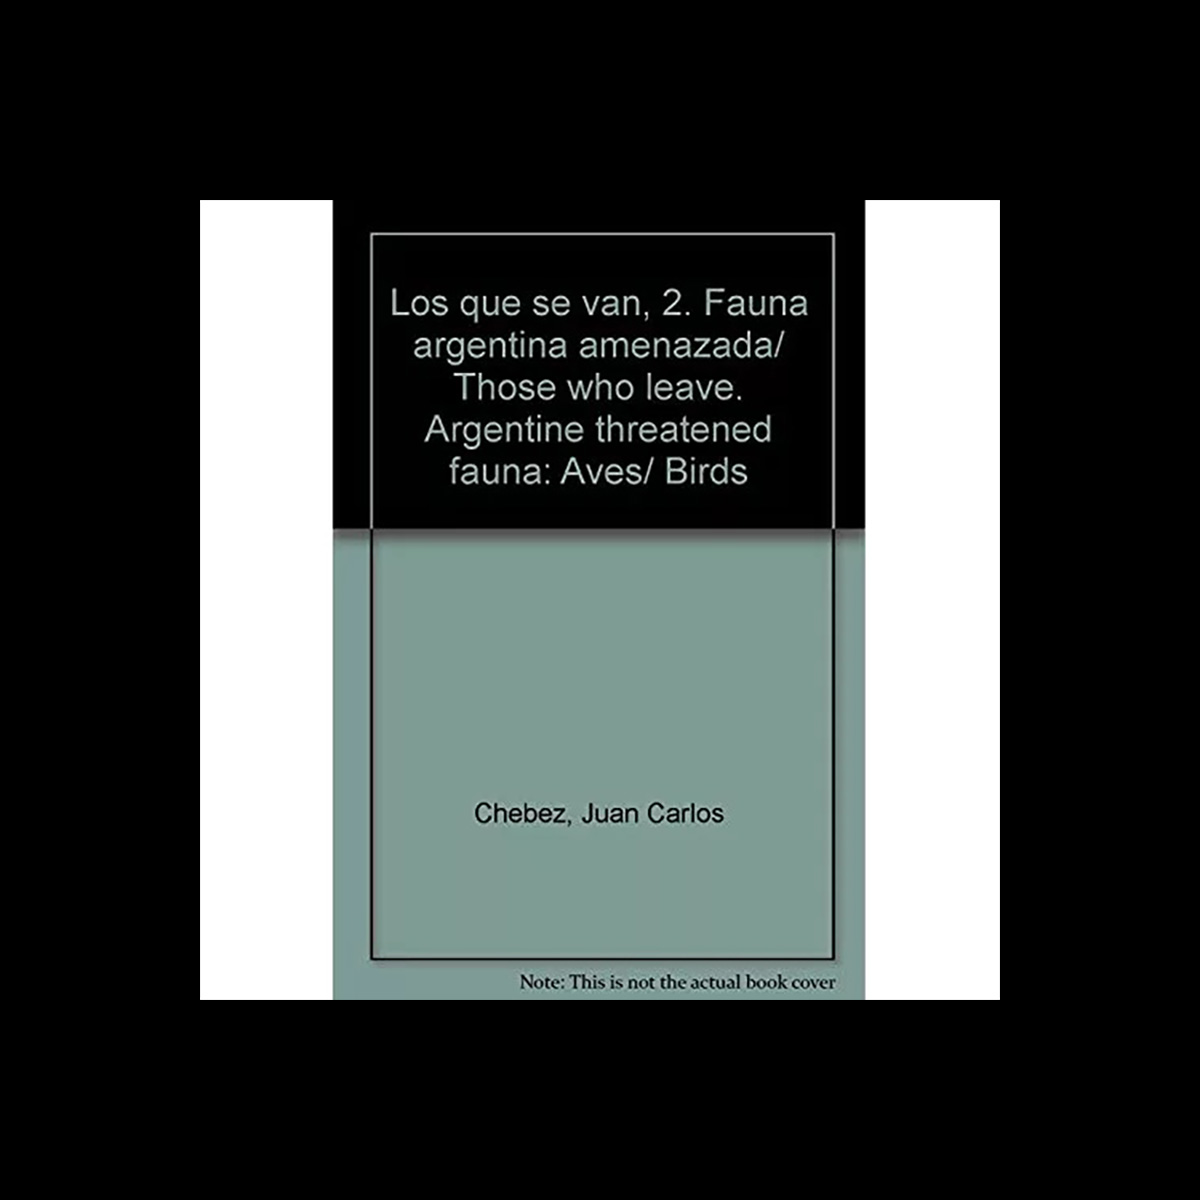 Los que se van, 2. Fauna
argentina amenazada/
Those who leave.
Argentine threatened
fauna: Aves/ Birds
Chebez, Juan Carlos
Note: This is not the actual book cover